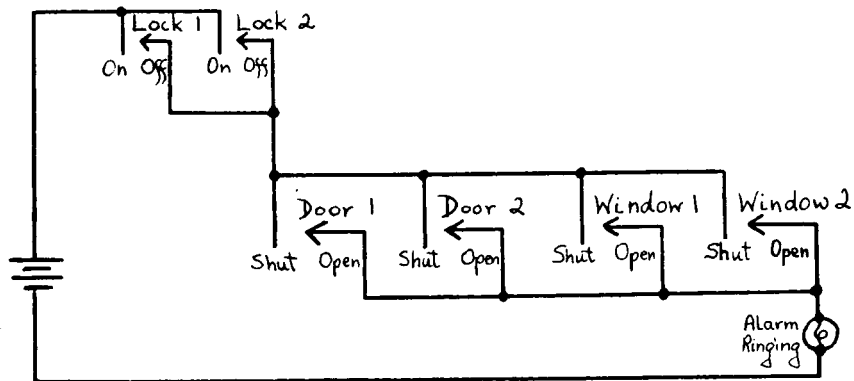 Lock 1 Lock 2
On Off On Off
Door 1 Door 2 Window 1 Window 2
Shut Open Shut Open Shut Open Shut Open
Alarm
Ringing